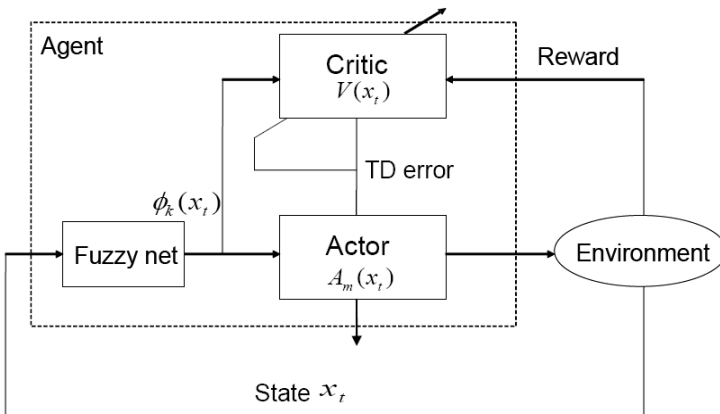 Agent
Critic
V(x_t)
Reward
TD error
ϕ_k(x_t)
Fuzzy net
Actor
A_m(x_t)
Environment
State x_t